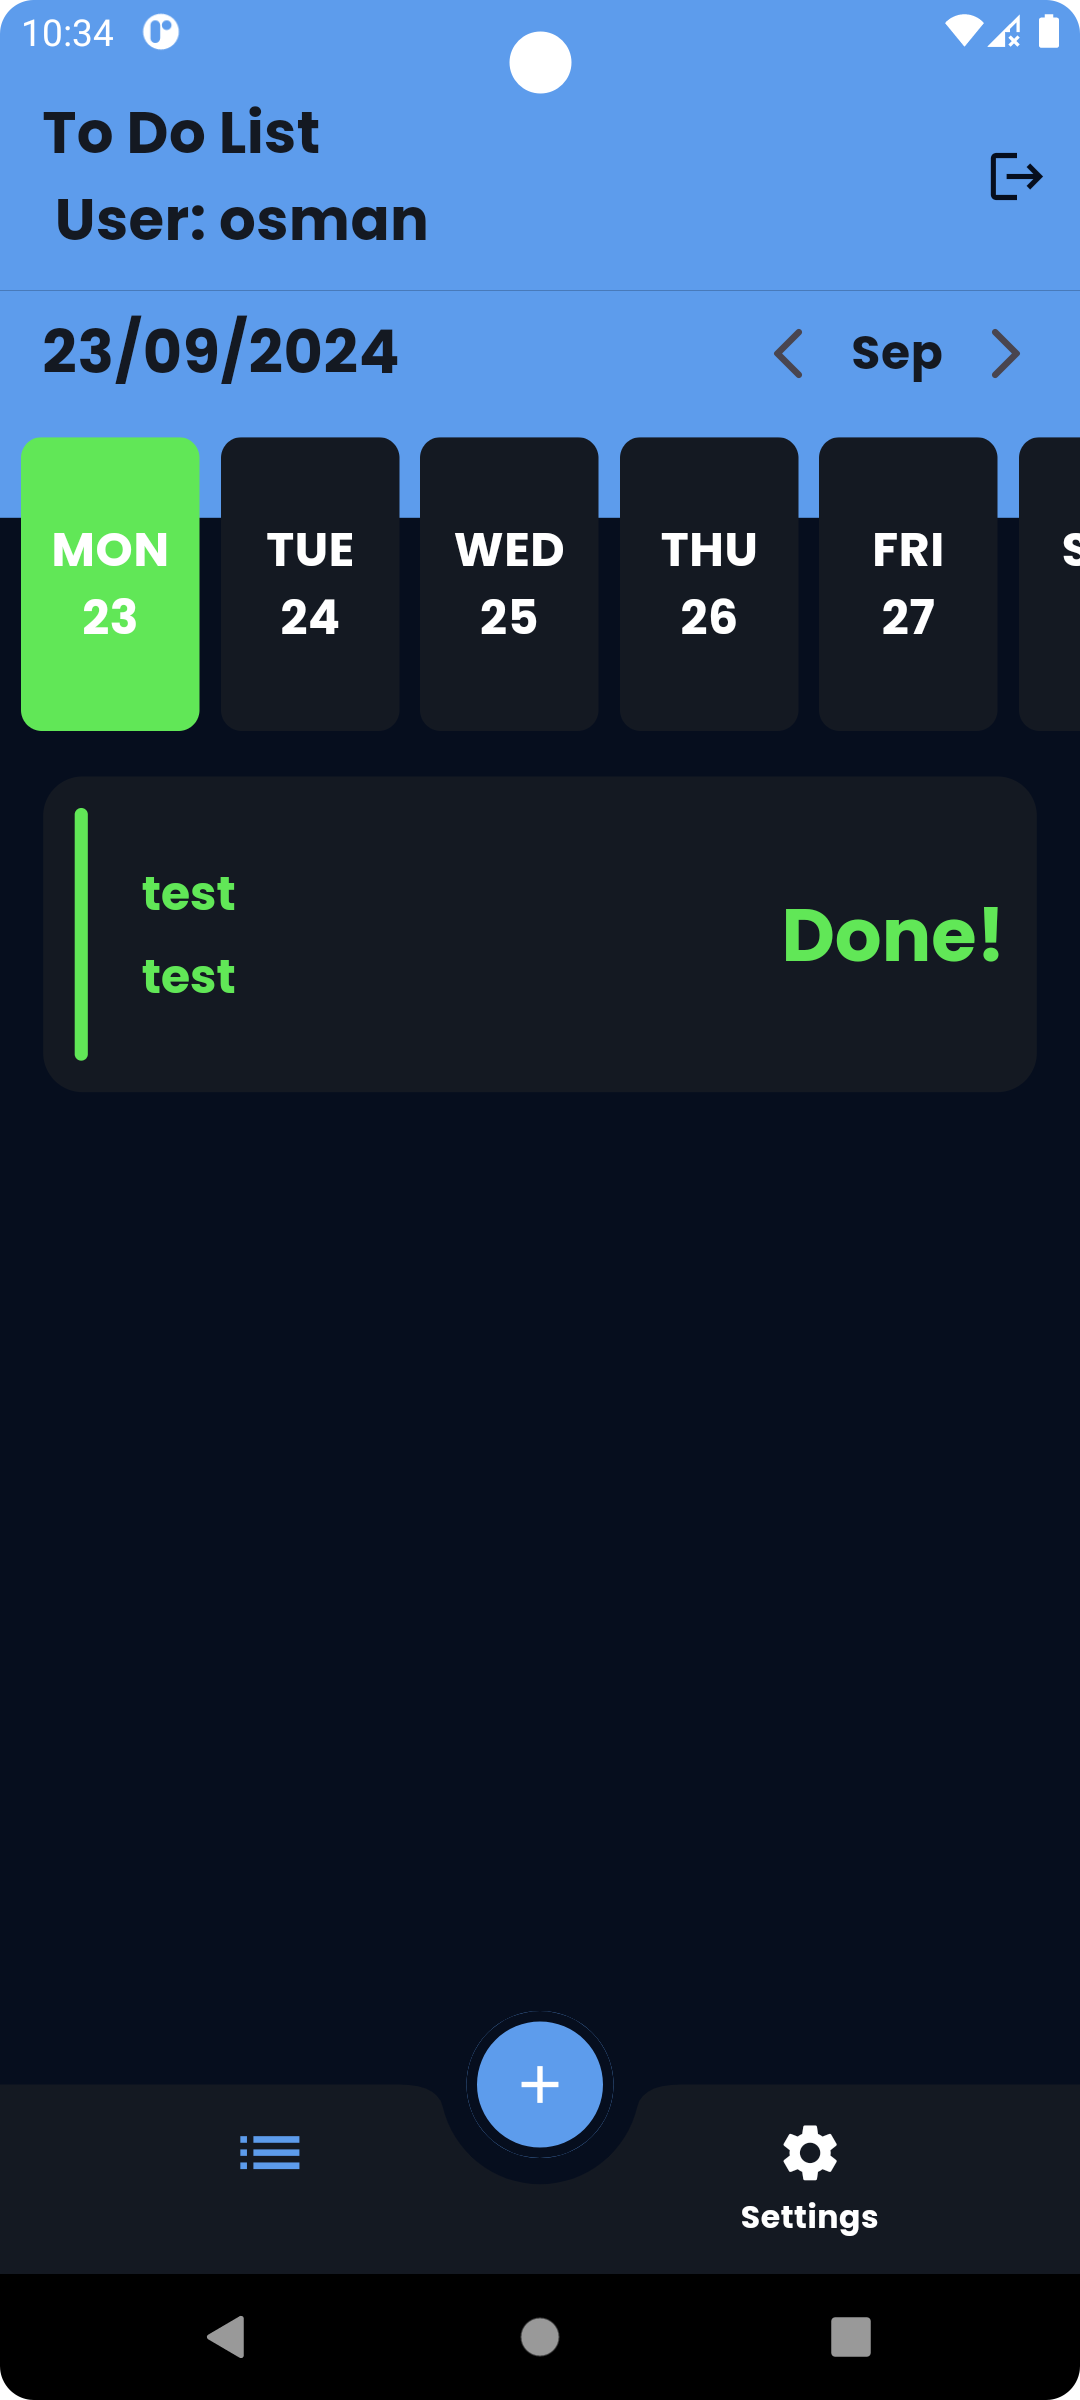 10:34
To Do List
User: osman
23/09/2024
Sep
MON
23
TUE
24
WED
25
THU
26
FRI
27
S
test
test
Done!
Settings